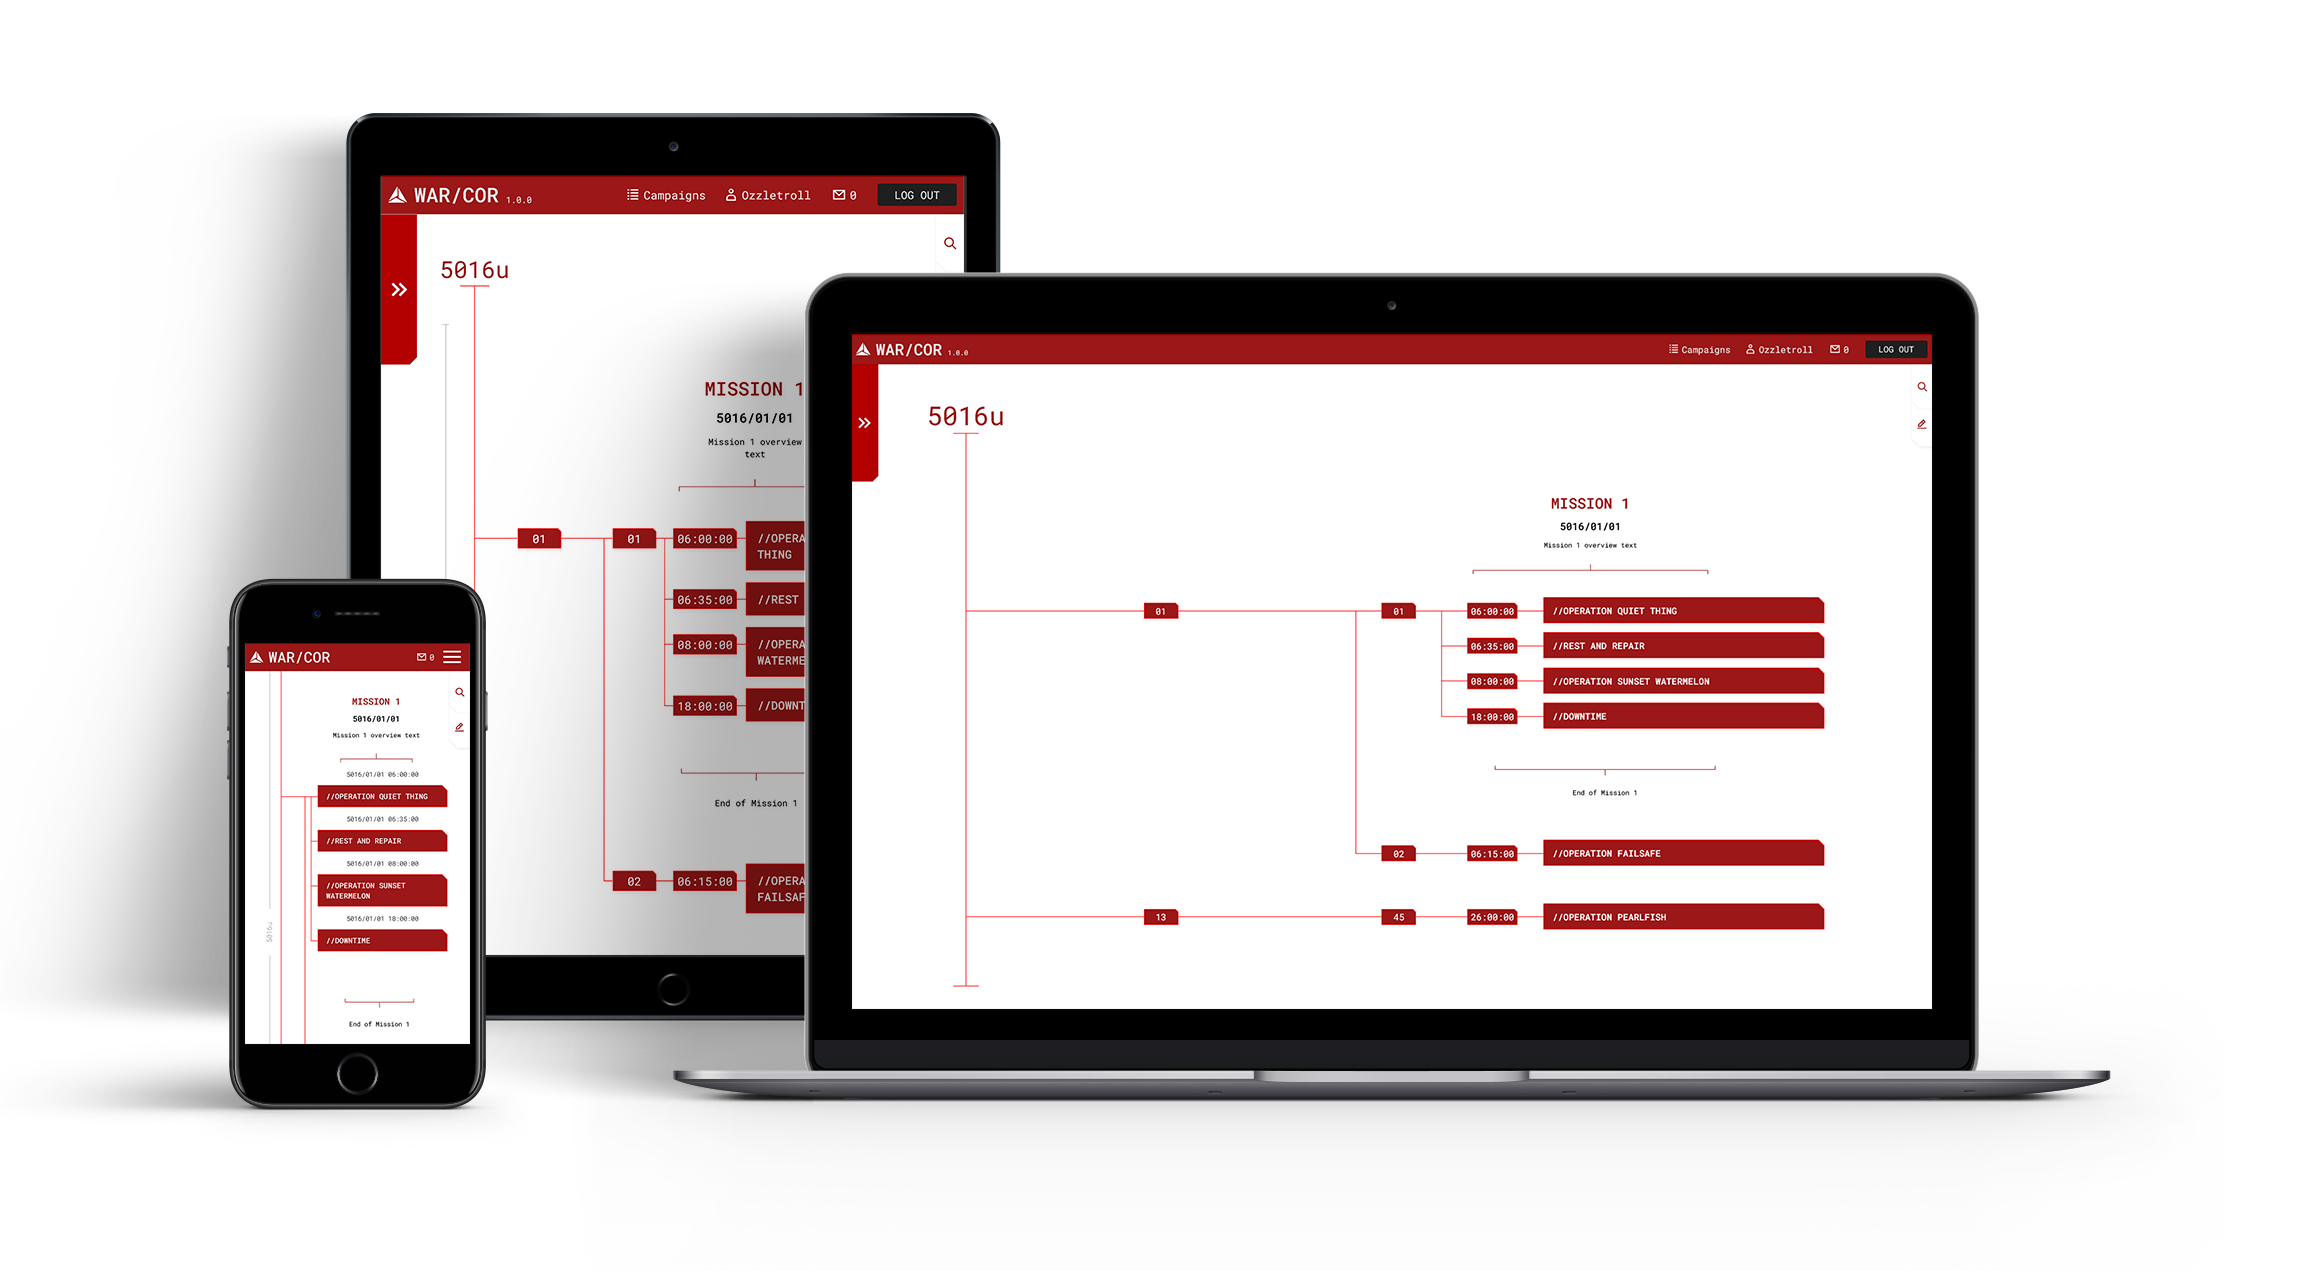 WAR/COR 1.0.0
Campaigns
Ozzletroll
0
LOG OUT
5016u
MISSION 1
5016/01/01
Mission 1 overview
text
01
01
06:00:00
//OPERA
THING
06:35:00
//REST
08:00:00
//OPERA
WATERME
18:00:00
//DOWNT
End of Mission 1
02
06:15:00
//OPERA
FAILSAF
WAR/COR
0
MISSION 1
5016/01/01
Mission 1 overview text
5016/01/01 06:00:00
//OPERATION QUIET THING
5016/01/01 06:35:00
//REST AND REPAIR
5016/01/01 08:00:00
//OPERATION SUNSET
WATERMELON
5016/01/01 18:00:00
//DOWNTIME
5016u
End of Mission 1
WAR/COR 1.0.0
Campaigns
Ozzletroll
0
LOG OUT
5016u
MISSION 1
5016/01/01
Mission 1 overview text
01
01
06:00:00
//OPERATION QUIET THING
06:35:00
//REST AND REPAIR
08:00:00
//OPERATION SUNSET WATERMELON
18:00:00
//DOWNTIME
End of Mission 1
02
06:15:00
//OPERATION FAILSAFE
13
45
26:00:00
//OPERATION PEARLFISH